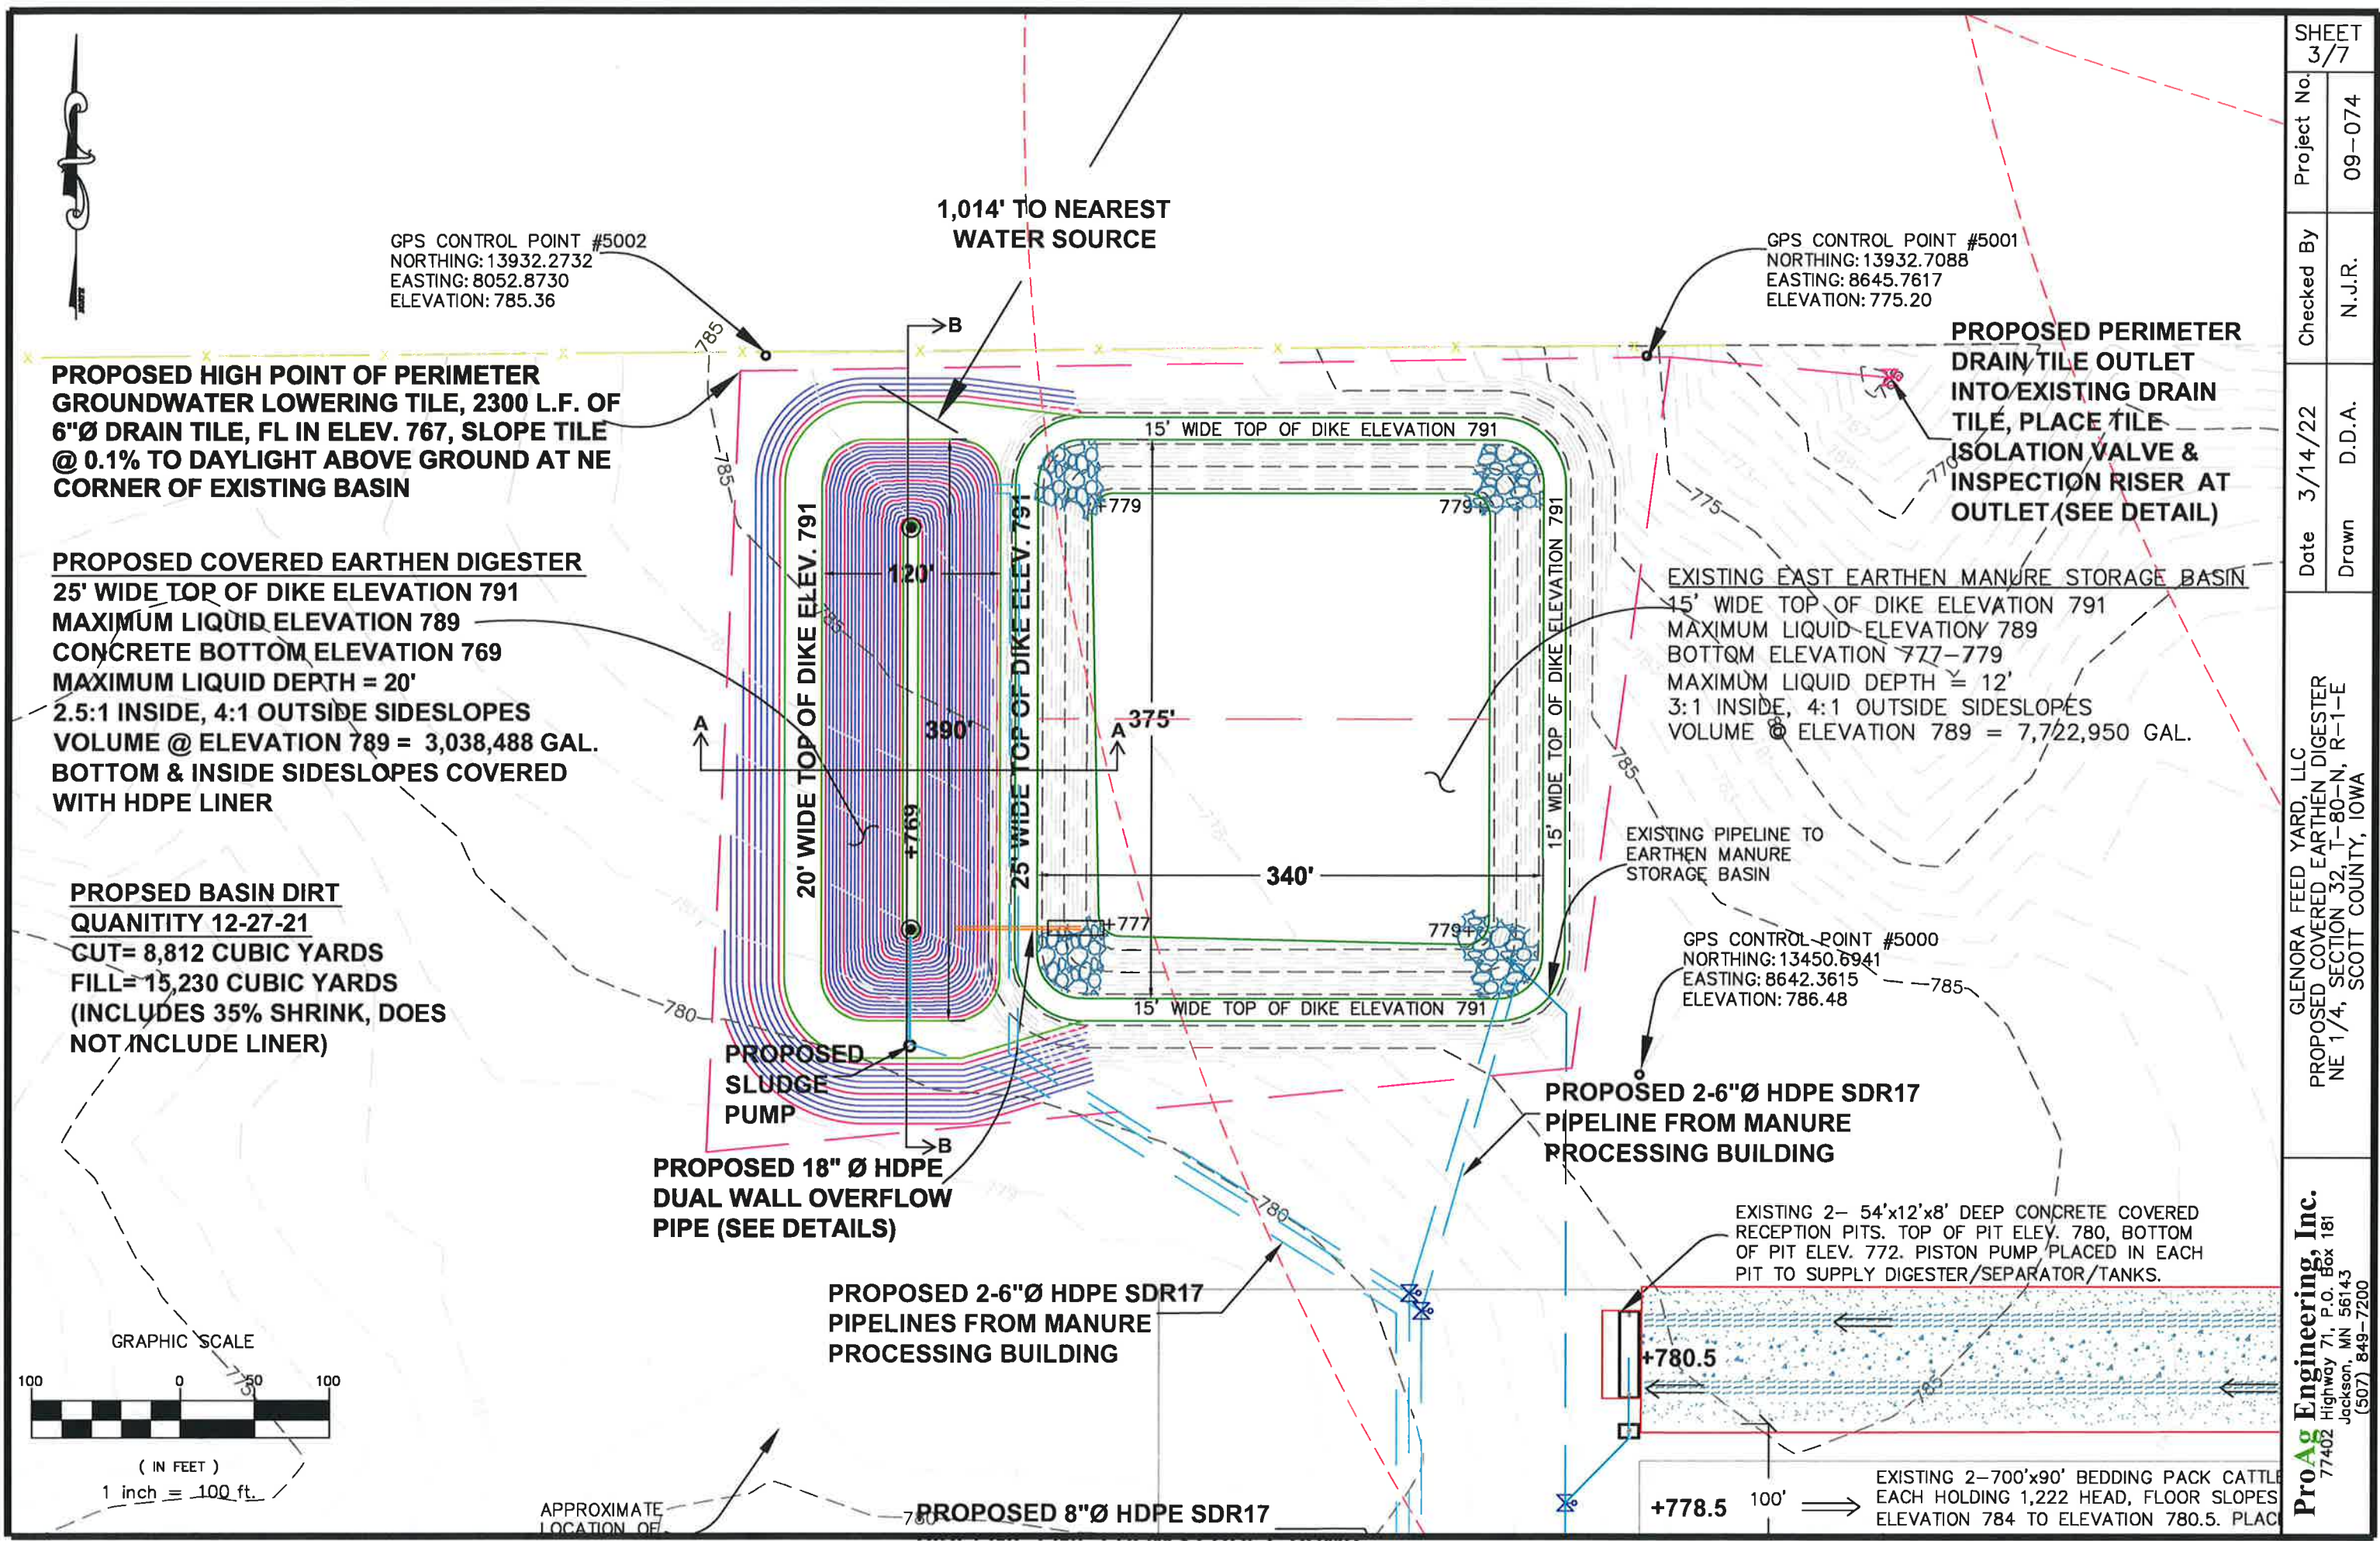 1,014' TO NEAREST
WATER SOURCE
GPS CONTROL POINT #5002
NORTHING: 13932.2732
EASTING: 8052.8730
ELEVATION: 785.36
GPS CONTROL POINT #5001
NORTHING: 13932.7088
EASTING: 8645.7617
ELEVATION: 775.20
PROPOSED HIGH POINT OF PERIMETER
GROUNDWATER LOWERING TILE, 2300 L.F. OF
6"Ø DRAIN TILE, FL IN ELEV. 767, SLOPE TILE
@ 0.1% TO DAYLIGHT ABOVE GROUND AT NE
CORNER OF EXISTING BASIN
PROPOSED PERIMETER
DRAIN TILE OUTLET
INTO EXISTING DRAIN
TILE, PLACE TILE
ISOLATION VALVE &
INSPECTION RISER AT
OUTLET (SEE DETAIL)
PROPOSED COVERED EARTHEN DIGESTER
25' WIDE TOP OF DIKE ELEVATION 791
MAXIMUM LIQUID ELEVATION 789
CONCRETE BOTTOM ELEVATION 769
MAXIMUM LIQUID DEPTH = 20'
2.5:1 INSIDE, 4:1 OUTSIDE SIDESLOPES
VOLUME @ ELEVATION 789 = 3,038,488 GAL.
BOTTOM & INSIDE SIDESLOPES COVERED
WITH HDPE LINER
EXISTING EAST EARTHEN MANURE STORAGE BASIN
15' WIDE TOP OF DIKE ELEVATION 791
MAXIMUM LIQUID ELEVATION 789
BOTTOM ELEVATION 777-779
MAXIMUM LIQUID DEPTH = 12'
3:1 INSIDE, 4:1 OUTSIDE SIDESLOPES
VOLUME @ ELEVATION 789 = 7,722,950 GAL.
PROPSED BASIN DIRT
QUANITITY 12-27-21
CUT= 8,812 CUBIC YARDS
FILL= 15,230 CUBIC YARDS
(INCLUDES 35% SHRINK, DOES
NOT INCLUDE LINER)
B
B
A
A
20' WIDE TOP OF DIKE ELEV. 791
25' WIDE TOP OF DIKE ELEV. 791
15' WIDE TOP OF DIKE ELEVATION 791
15' WIDE TOP OF DIKE ELEVATION 791
15' WIDE TOP OF DIKE ELEVATION 791
120'
390'
375'
340'
+769
+779
779+
+777
779+
785
785
785
775
770
785
785
780
780
785
775
780
EXISTING PIPELINE TO
EARTHEN MANURE
STORAGE BASIN
GPS CONTROL POINT #5000
NORTHING: 13450.6941
EASTING: 8642.3615
ELEVATION: 786.48
PROPOSED
SLUDGE
PUMP
PROPOSED 18" Ø HDPE
DUAL WALL OVERFLOW
PIPE (SEE DETAILS)
PROPOSED 2-6"Ø HDPE SDR17
PIPELINE FROM MANURE
PROCESSING BUILDING
PROPOSED 2-6"Ø HDPE SDR17
PIPELINES FROM MANURE
PROCESSING BUILDING
EXISTING 2- 54'x12'x8' DEEP CONCRETE COVERED
RECEPTION PITS. TOP OF PIT ELEV. 780, BOTTOM
OF PIT ELEV. 772. PISTON PUMP PLACED IN EACH
PIT TO SUPPLY DIGESTER/SEPARATOR/TANKS.
+780.5
+778.5
100'
EXISTING 2-700'x90' BEDDING PACK CATTLE
EACH HOLDING 1,222 HEAD, FLOOR SLOPES
ELEVATION 784 TO ELEVATION 780.5. PLAC
GRAPHIC SCALE
100 0 50 100
( IN FEET )
1 inch = 100 ft.
APPROXIMATE
LOCATION OF
PROPOSED 8"Ø HDPE SDR17
SHEET
3/7
Project No.
09-074
Checked By
N.J.R.
Date 3/14/22
Drawn D.D.A.
GLENORA FEED YARD, LLC
PROPOSED COVERED EARTHEN DIGESTER
NE 1/4, SECTION 32, T-80-N, R-1-E
SCOTT COUNTY, IOWA
ProAg Engineering, Inc.
77402 Highway 71, P.O. Box 181
Jackson, MN 56143
(507) 849-7200